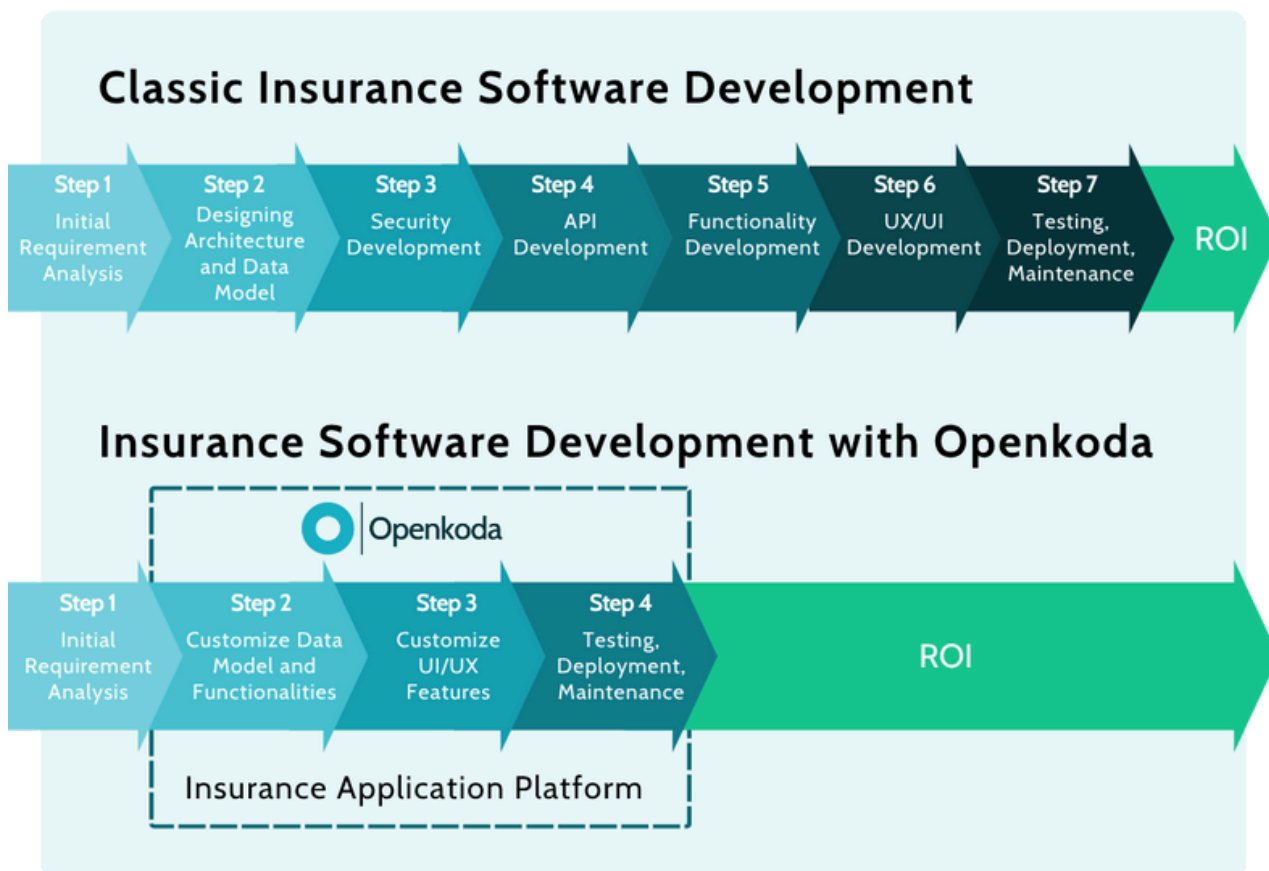 Classic Insurance Software Development
Step 1
Initial
Requirement
Analysis
Step 2
Designing
Architecture
and Data
Model
Step 3
Security
Development
Step 4
API
Development
Step 5
Functionality
Development
Step 6
UX/UI
Development
Step 7
Testing,
Deployment,
Maintenance
ROI
Insurance Software Development with Openkoda
Openkoda
Step 1
Initial
Requirement
Analysis
Step 2
Customize Data
Model and
Functionalities
Step 3
Customize
UI/UX
Features
Step 4
Testing,
Deployment,
Maintenance
ROI
Insurance Application Platform